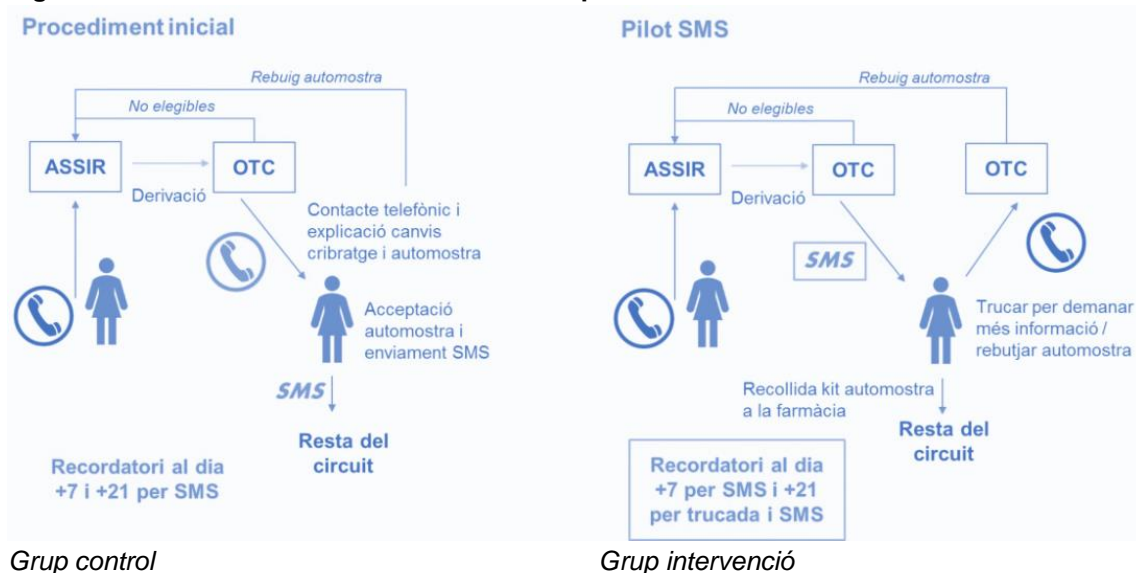 Procediment inicial
Rebuig automostra
No elegibles
ASSIR
OTC
Derivació
Contacte telefònic i
explicació canvis
cribratge i automostra
Acceptació
automostra i
enviament SMS
SMS
Resta del
circuit
Recordatori al dia
+7 i +21 per SMS
Grup control
Pilot SMS
Rebuig automostra
No elegibles
ASSIR
OTC
OTC
Derivació
SMS
Trucar per demanar
més informació /
rebutjar automostra
Recollida kit automostra
a la farmàcia
Resta del
circuit
Recordatori al dia
+7 per SMS i +21
per trucada i SMS
Grup intervenció